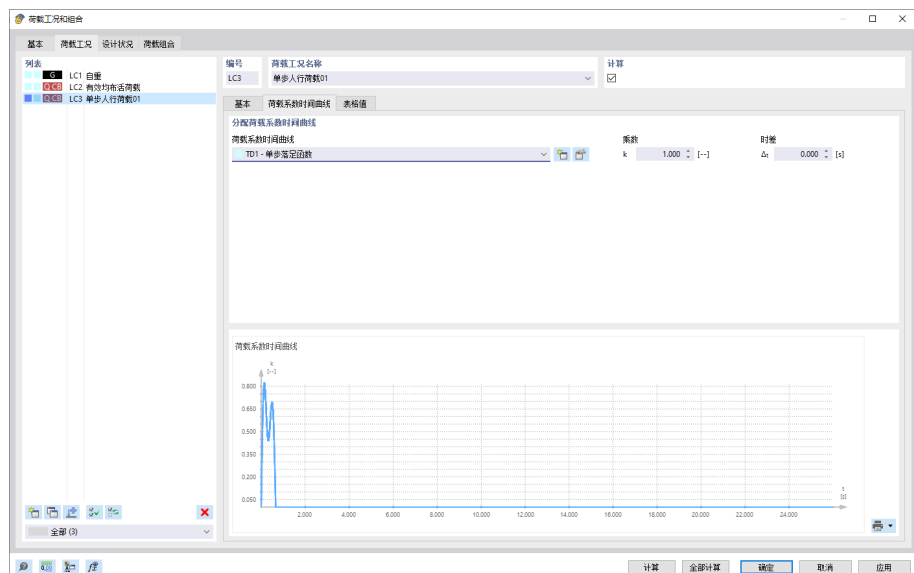 荷载工况和组合
基本 荷载工况 设计状况 荷载组合
列表
G LC1 自重
Q C B LC2 有效均布活荷载
Q C B LC3 单步人行荷载01
全部 (3)
编号 荷载工况名称 计算
LC3 单步人行荷载01
基本 荷载系数时间曲线 表格值
分配荷载系数时间曲线
荷载系数时间曲线 乘数 时差
TD1 - 单步落足函数 k 1.000 [--] Δt 0.000 [s]
荷载系数时间曲线
k
[--]
0.800
0.650
0.500
0.350
0.200
0.050
t
[s]
2.000 4.000 6.000 8.000 10.000 12.000 14.000 16.000 18.000 20.000 22.000 24.000
计算 全部计算 确定 取消 应用